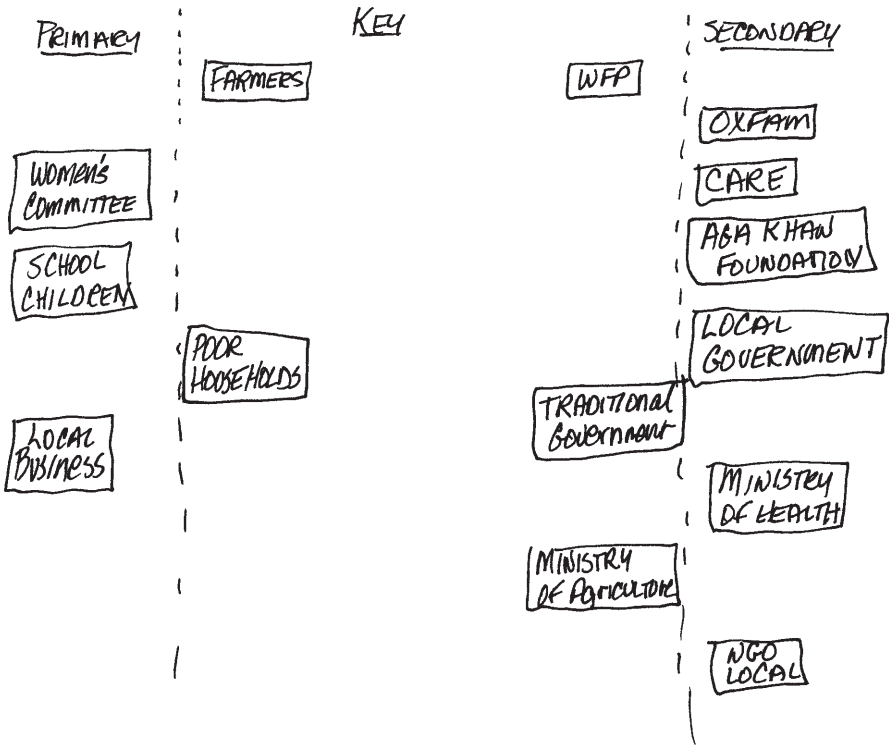 PRIMARY
KEY
SECONDARY
FARMERS
WFP
OXFAM
WOMEN'S
COMMITTEE
CARE
SCHOOL
CHILDREN
AGA KHAN
FOUNDATION
POOR
HOUSEHOLDS
LOCAL
GOVERNMENT
TRADITIONAL
GOVERNMENT
LOCAL
BUSINESS
MINISTRY
OF HEALTH
MINISTRY
OF AGRICULTURE
NGO
LOCAL